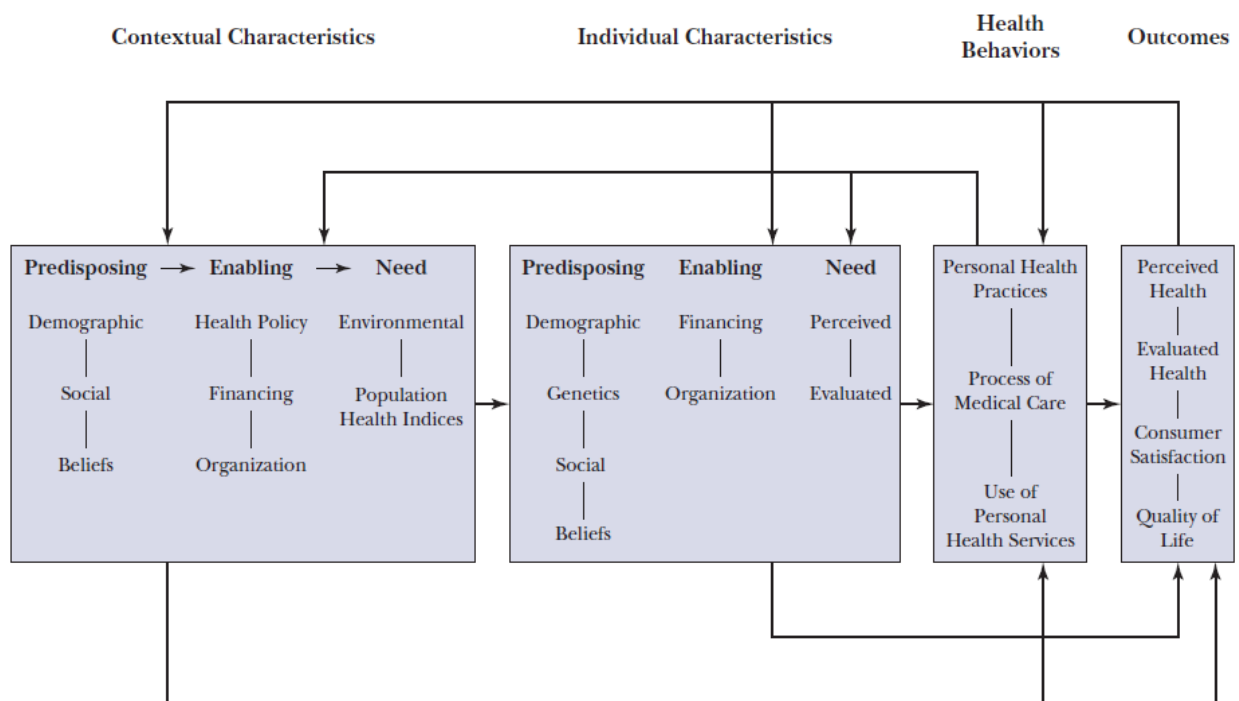 Contextual Characteristics
Individual Characteristics
Health
Behaviors
Outcomes
Predisposing
Enabling
Need
Demographic
Social
Beliefs
Health Policy
Financing
Organization
Environmental
Population
Health Indices
Predisposing
Enabling
Need
Demographic
Genetics
Social
Beliefs
Financing
Organization
Perceived
Evaluated
Personal Health
Practices
Process of
Medical Care
Use of
Personal
Health Services
Perceived
Health
Evaluated
Health
Consumer
Satisfaction
Quality of
Life